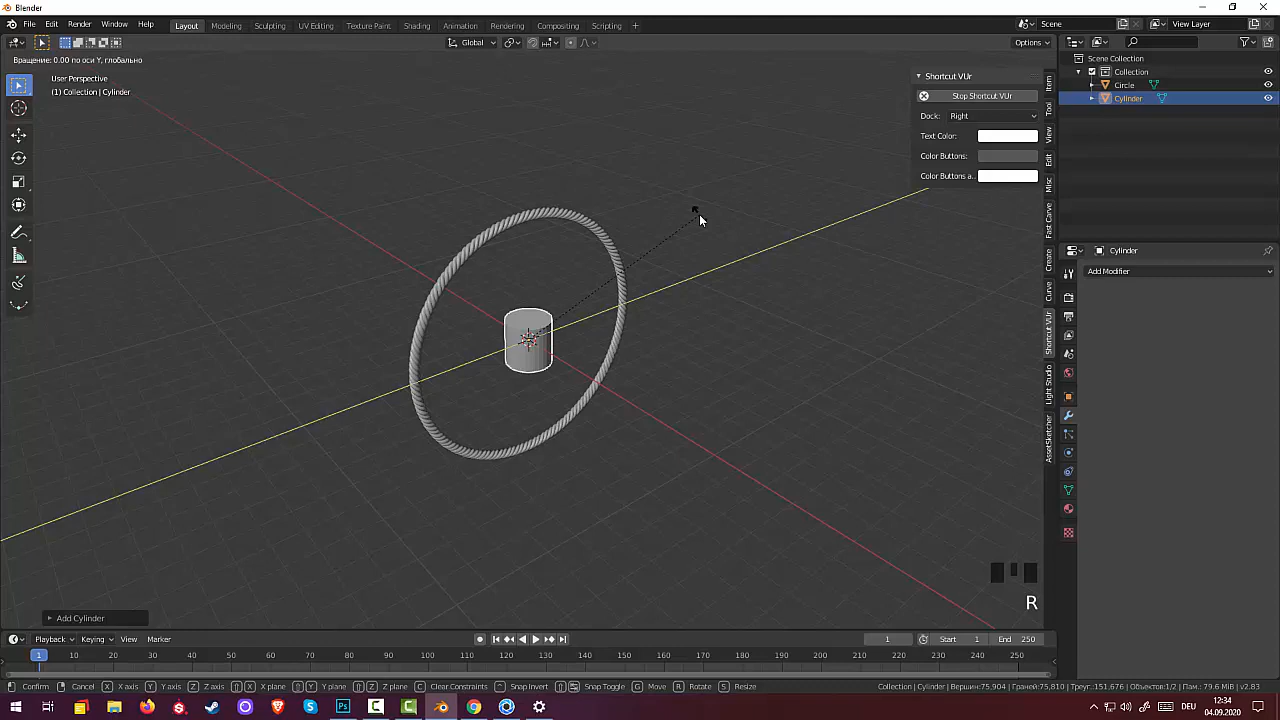 Blender
File Edit Render Window Help Layout Modeling Sculpting UV Editing Texture Paint Shading Animation Rendering Compositing Scripting + Scene View Layer
Global Options
Вращение: 0.00 по оси Y, глобально
User Perspective
(1) Collection | Cylinder
Shortcut VUr
Stop Shortcut VUr
Dock: Right
Text Color:
Color Buttons:
Color Buttons a..
Item
Tool
View
Edit
Misc
Fast Carve
Create
Curve
Shortcut VUr
Light Studio
AssetSketcher
Scene Collection
Collection
Circle
Cylinder
Cylinder
Add Modifier
R
Add Cylinder
Playback Keying View Marker 1 Start 1 End 250
1 10 20 30 40 50 60 70 80 90 100 110 120 130 140 150 160 170 180 190 200 210 220 230 240 250
Confirm Cancel X X axis Y Y axis Z Z axis X X plane Y Y plane Z Z plane C Clear Constraints Snap Invert Snap Toggle G Move R Rotate S Resize Collection | Cylinder | Вершин:75,904 | Граней:75,810 | Треуг.:151,676 | Объектов:1/2 | Пам.: 79.6 MiB | v2.83
DEU 12:34
04.09.2020